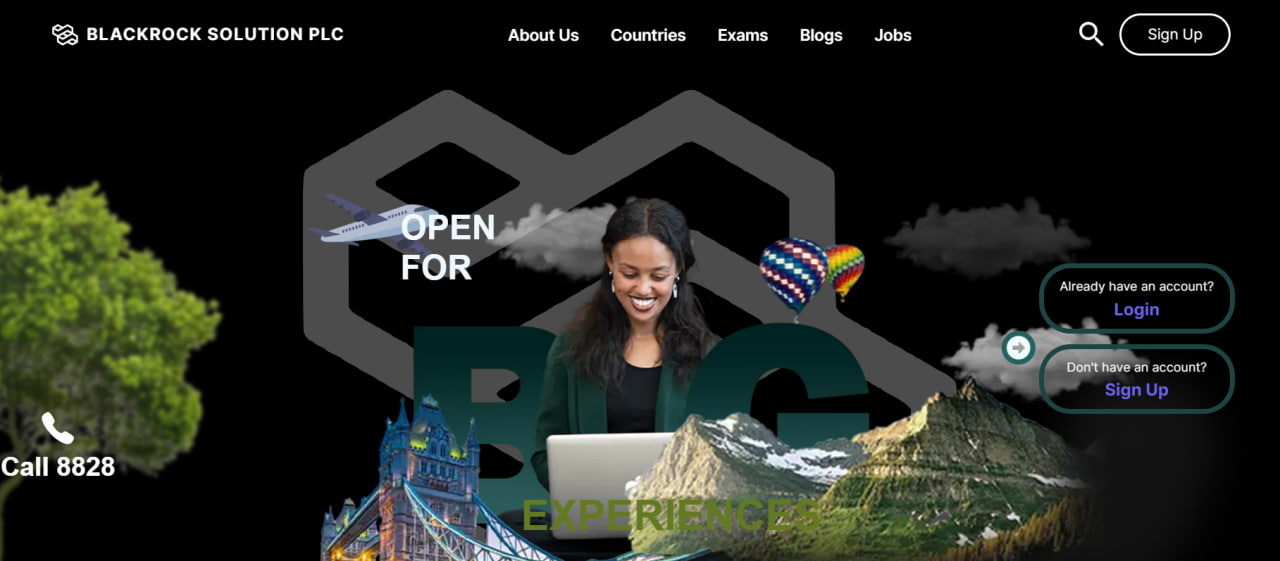 BLACKROCK SOLUTION PLC
About Us Countries Exams Blogs Jobs
Sign Up
OPEN
FOR
BIG
EXPERIENCES
Call 8828
Already have an account?
Login
Don't have an account?
Sign Up